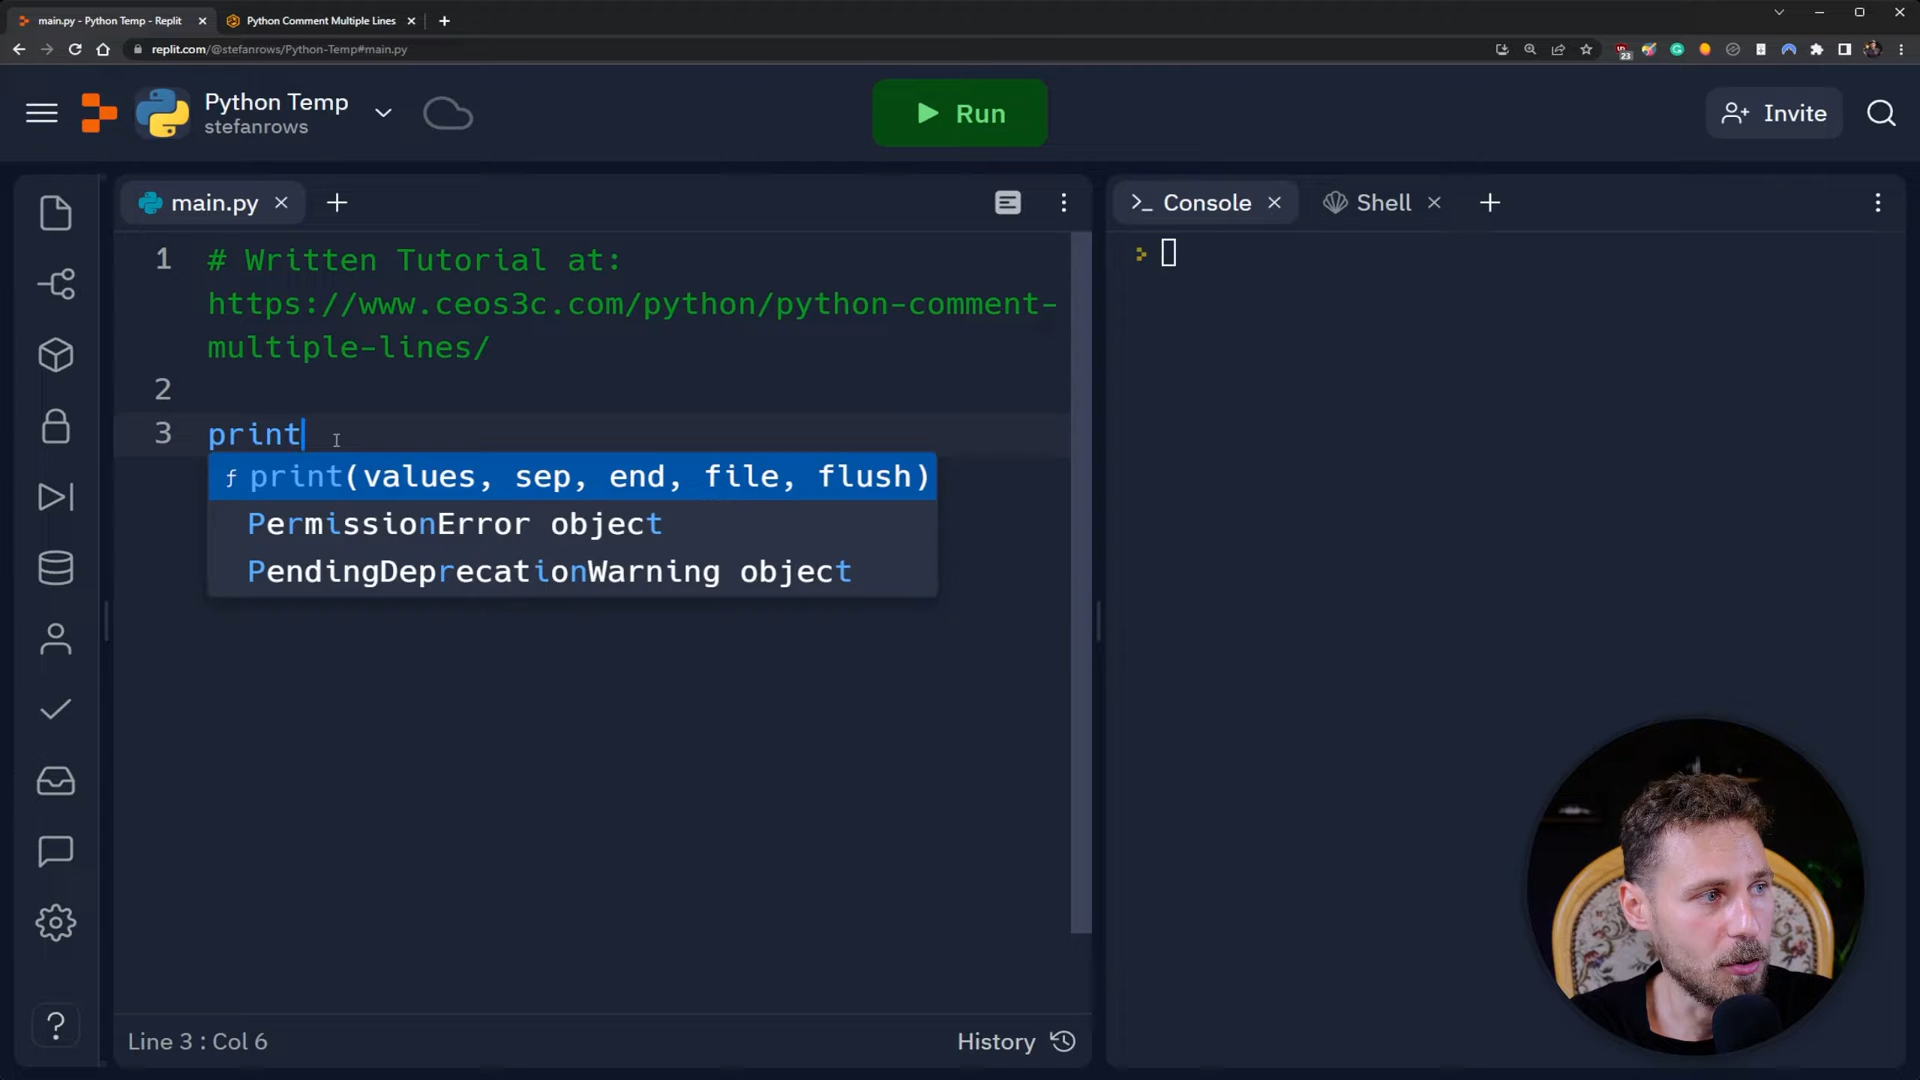 main.py - Python Temp - Replit
Python Comment Multiple Lines
replit.com/@stefanrows/Python-Temp#main.py
23
Python Temp
stefanrows
Run
Invite
main.py
Console
Shell
1 # Written Tutorial at:
https://www.ceos3c.com/python/python-comment-
multiple-lines/
2
3 print
f print(values, sep, end, file, flush)
PermissionError object
PendingDeprecationWarning object
Line 3 : Col 6
History